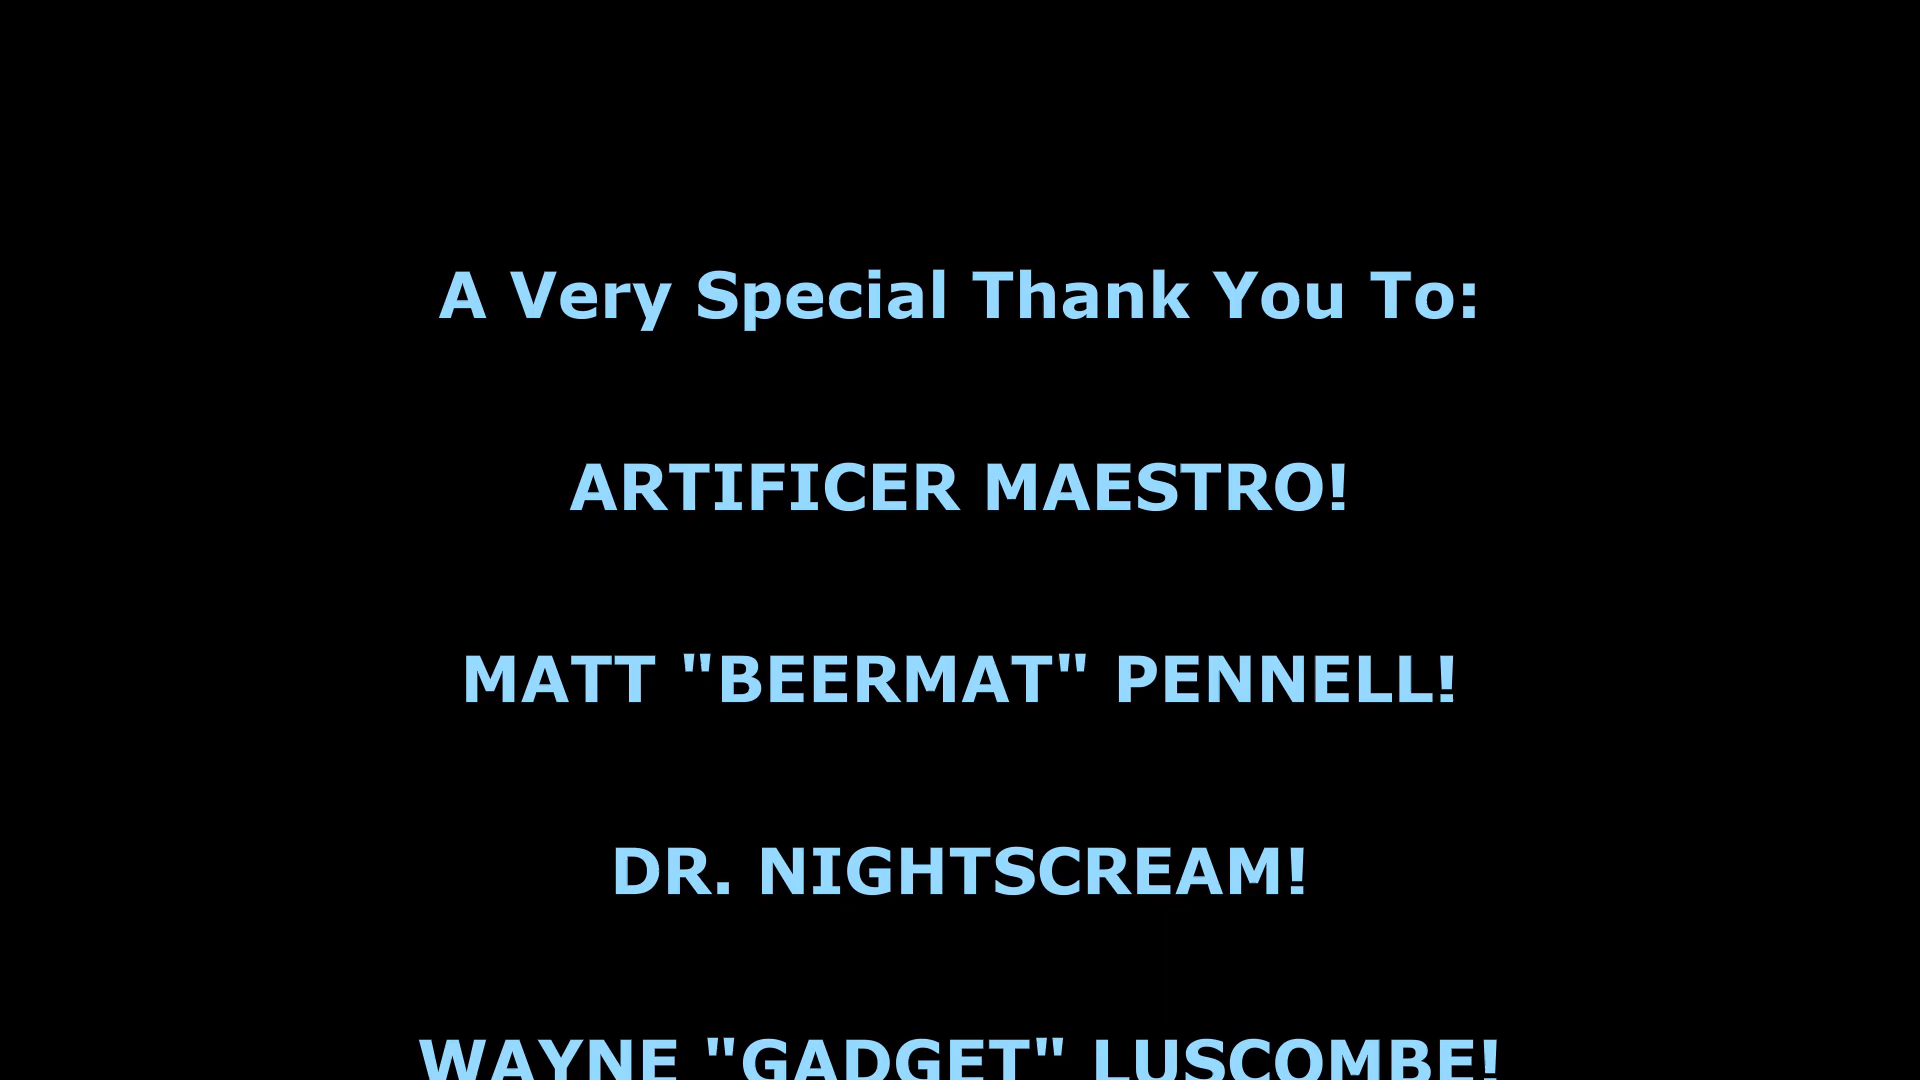 A Very Special Thank You To:
ARTIFICER MAESTRO!
MATT "BEERMAT" PENNELL!
DR. NIGHTSCREAM!
WAYNE "GADGET" LUSCOMBE!